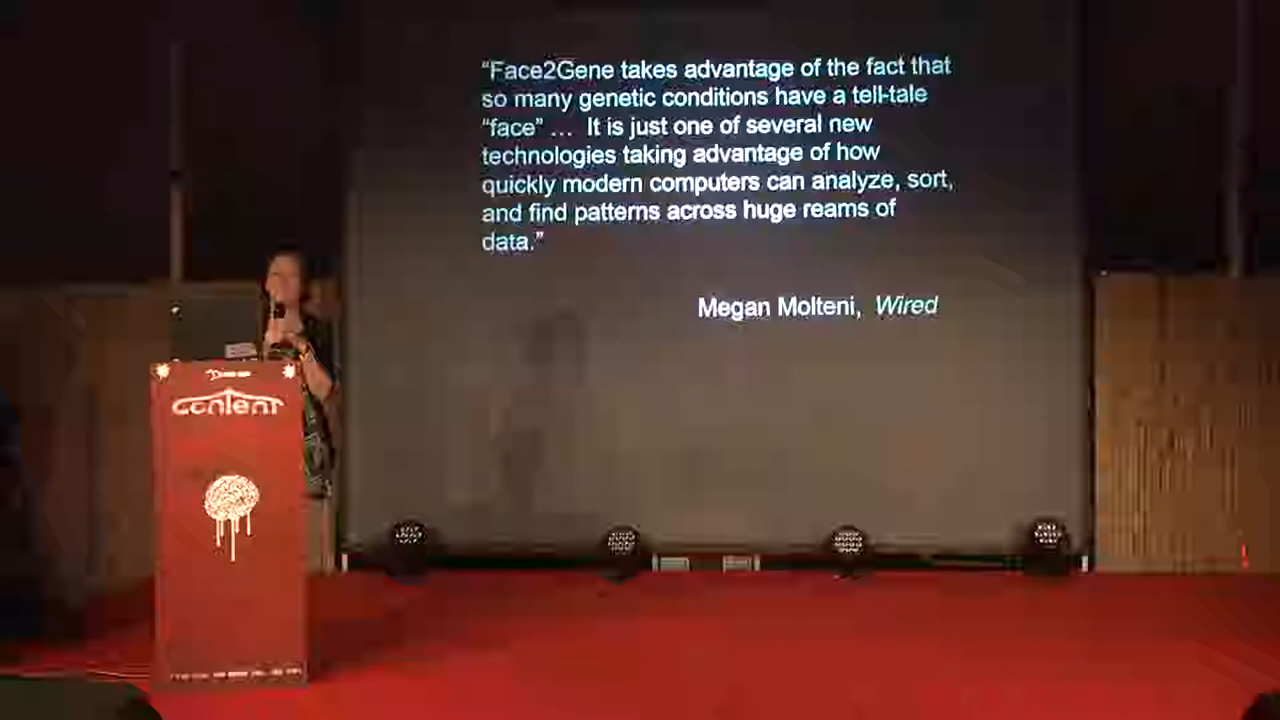 “Face2Gene takes advantage of the fact that
so many genetic conditions have a tell-tale
“face” ... It is just one of several new
technologies taking advantage of how
quickly modern computers can analyze, sort,
and find patterns across huge reams of
data.”
Megan Molteni, Wired
content